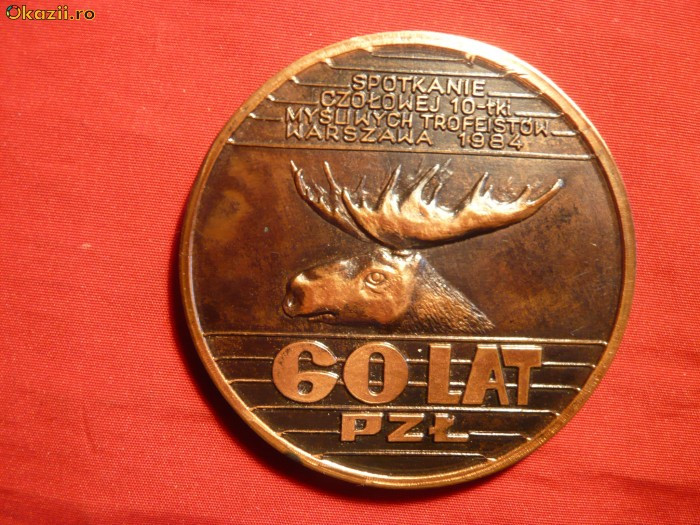 Okazii.ro
SPOTKANIE
CZOŁOWEJ 10-tki
MYŚLIWYCH TROFEISTÓW
WARSZAWA 1984
60 LAT
PZŁ